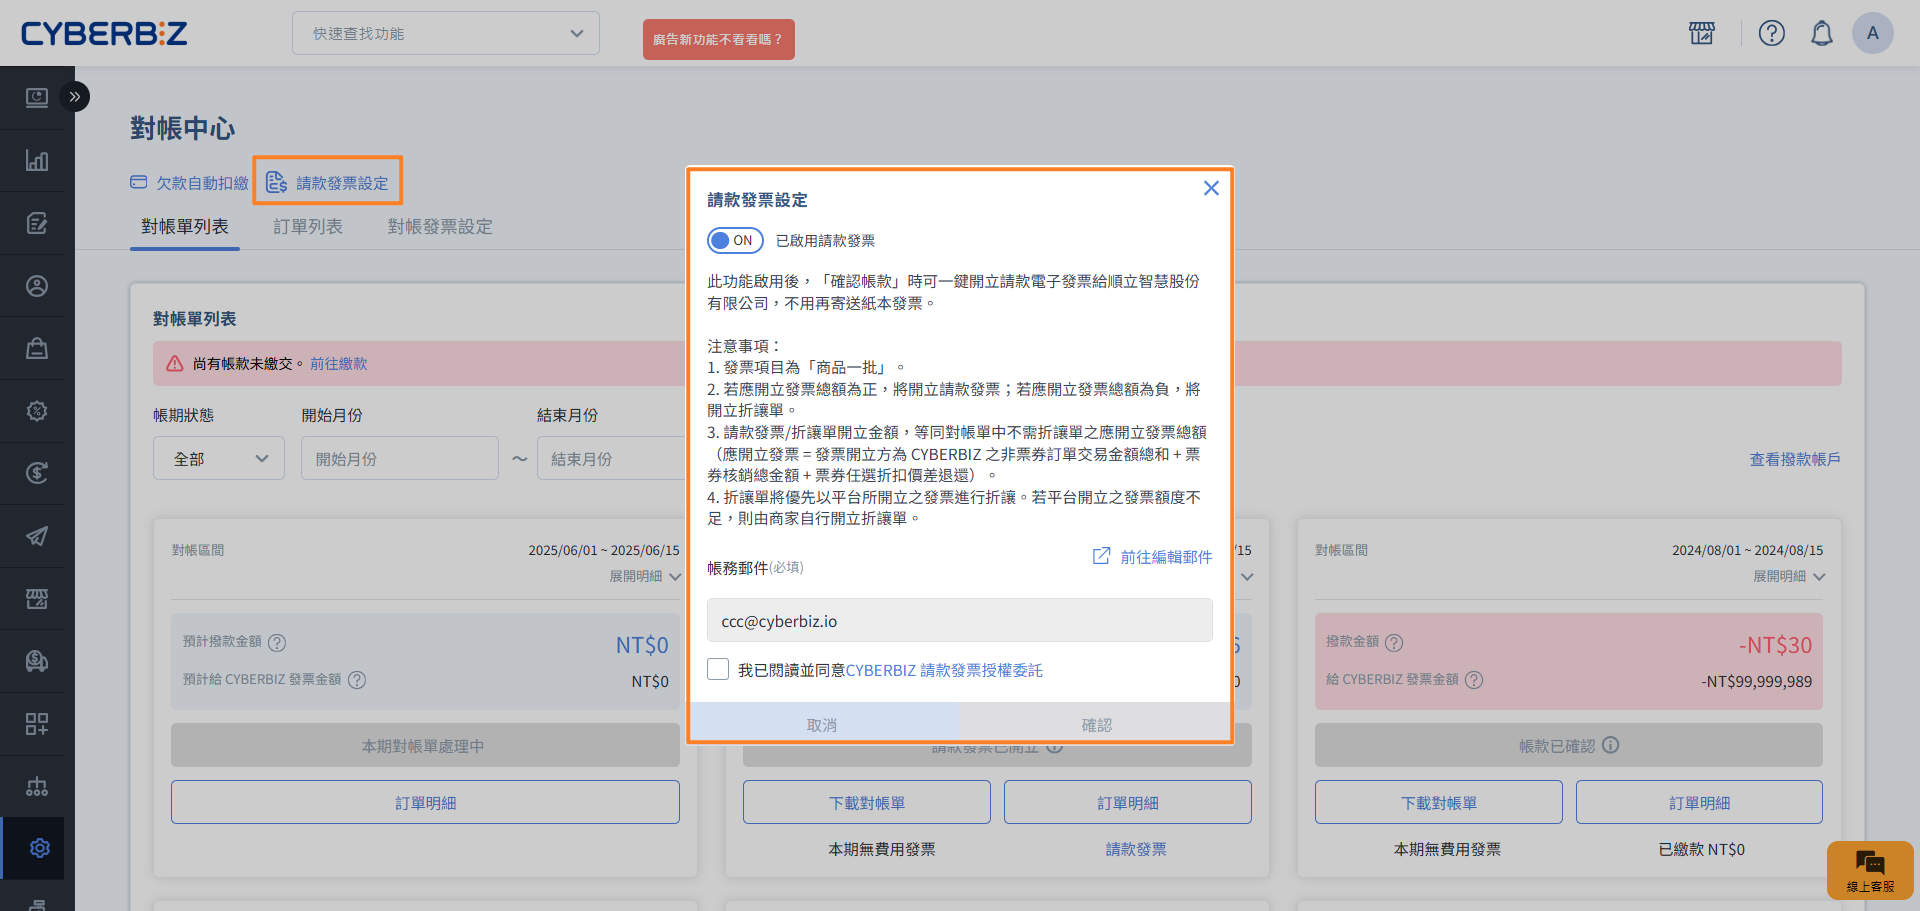 CYBERBIZ
快速查找功能
廣告新功能不看看嗎？
A
對帳中心
欠款自動扣繳
請款發票設定
對帳單列表
訂單列表
對帳發票設定
對帳單列表
尚有帳款未繳交。前往繳款
帳期狀態
開始月份
結束月份
全部
開始月份
～
結束月份
查看撥款帳戶
對帳區間
2025/06/01 ~ 2025/06/15
展開明細
預計撥款金額
NT$0
預計給 CYBERBIZ 發票金額
NT$0
本期對帳單處理中
訂單明細
請款發票設定
ON
已啟用請款發票
此功能啟用後，「確認帳款」時可一鍵開立請款電子發票給順立智慧股份
有限公司，不用再寄送紙本發票。
注意事項：
1. 發票項目為「商品一批」。
2. 若應開立發票總額為正，將開立請款發票；若應開立發票總額為負，將
開立折讓單。
3. 請款發票/折讓單開立金額，等同對帳單中不需折讓單之應開立發票總額
（應開立發票 = 發票開立方為 CYBERBIZ 之非票券訂單交易金額總和 + 票
券核銷總金額 + 票券任選折扣價差退還）。
4. 折讓單將優先以平台所開立之發票進行折讓。若平台開立之發票額度不
足，則由商家自行開立折讓單。
帳務郵件(必填)
前往編輯郵件
ccc@cyberbiz.io
我已閱讀並同意CYBERBIZ 請款發票授權委託
取消
確認
/15
請款發票已開立
下載對帳單
訂單明細
本期無費用發票
請款發票
對帳區間
2024/08/01 ~ 2024/08/15
展開明細
撥款金額
-NT$30
給 CYBERBIZ 發票金額
-NT$99,999,989
帳款已確認
下載對帳單
訂單明細
本期無費用發票
已繳款 NT$0
線上客服